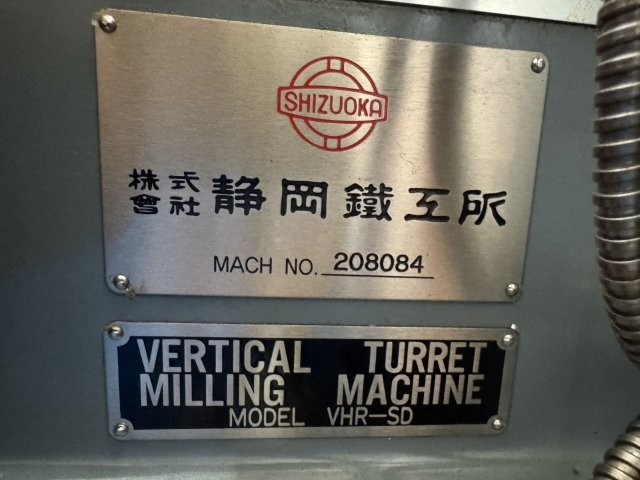 SHIZUOKA
株式會社 静岡鐵工所
MACH NO. 208084
VERTICAL TURRET
MILLING MACHINE
MODEL VHR-SD